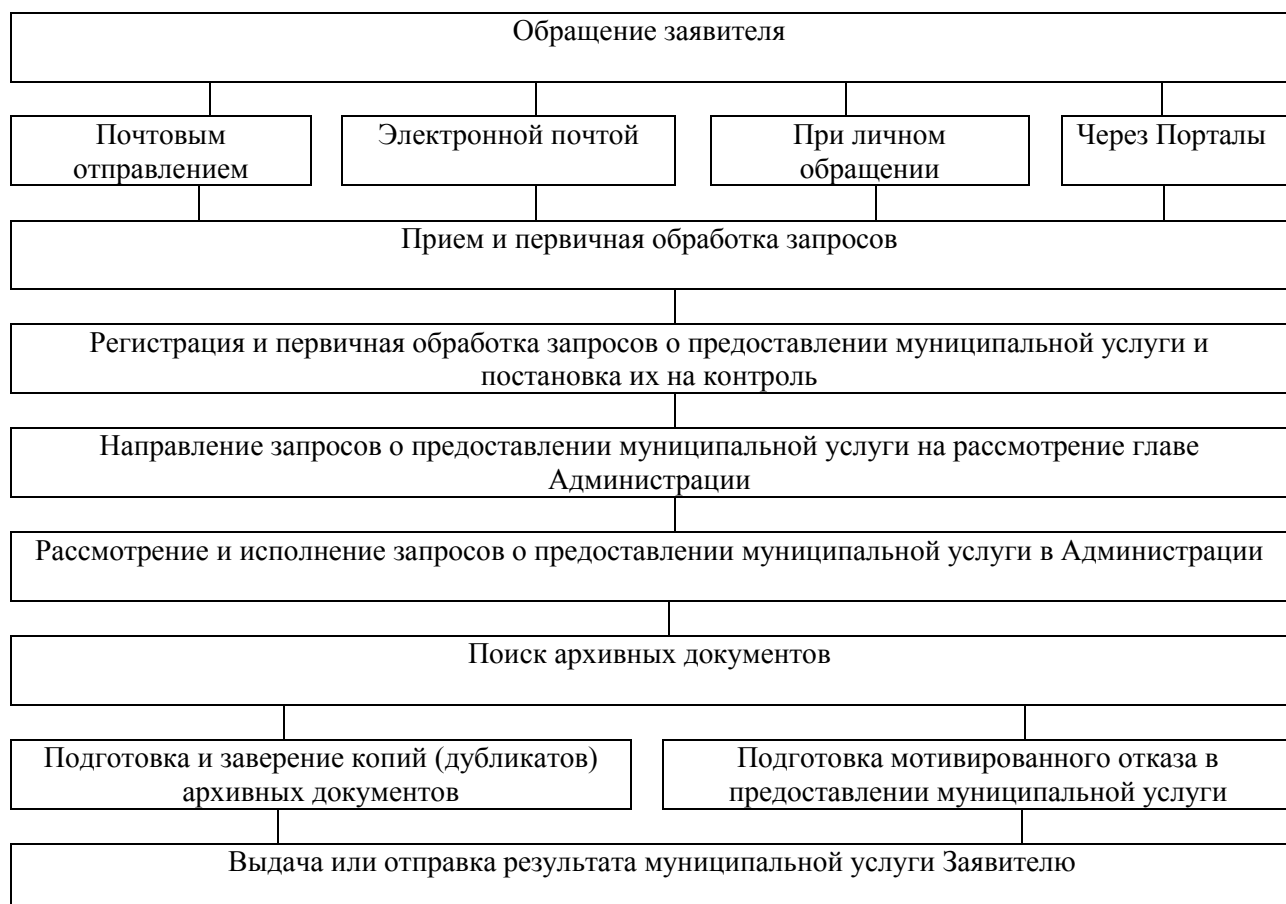 Обращение заявителя
Почтовым
отправлением
Электронной почтой
При личном
обращении
Через Порталы
Прием и первичная обработка запросов
Регистрация и первичная обработка запросов о предоставлении муниципальной услуги и
постановка их на контроль
Направление запросов о предоставлении муниципальной услуги на рассмотрение главе
Администрации
Рассмотрение и исполнение запросов о предоставлении муниципальной услуги в Администрации
Поиск архивных документов
Подготовка и заверение копий (дубликатов)
архивных документов
Подготовка мотивированного отказа в
предоставлении муниципальной услуги
Выдача или отправка результата муниципальной услуги Заявителю